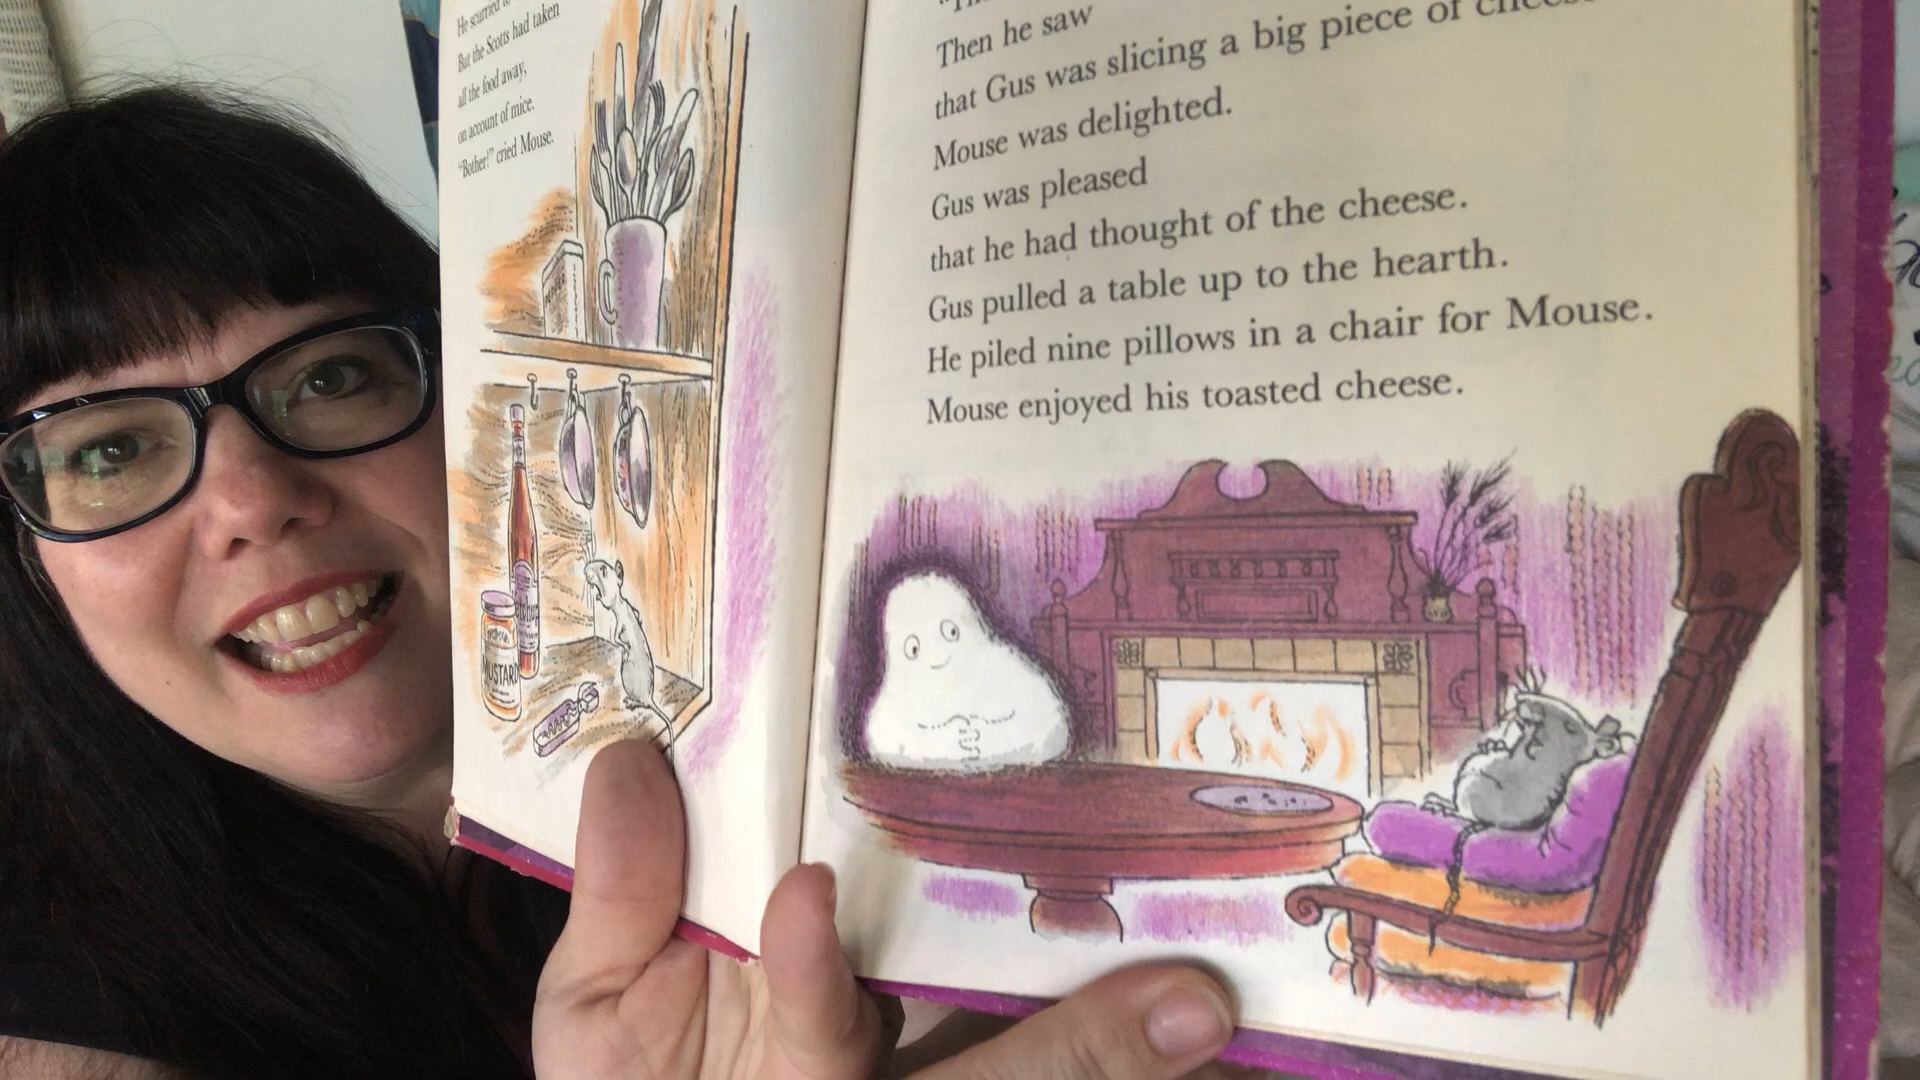 He scurried to
But the Scotts had taken
all the food away,
on account of mice.
"Bother!" cried Mouse.
MUSTARD
Then he saw
that Gus was slicing a big piece of cheese
Mouse was delighted.
Gus was pleased
that he had thought of the cheese.
Gus pulled a table up to the hearth.
He piled nine pillows in a chair for Mouse.
Mouse enjoyed his toasted cheese.